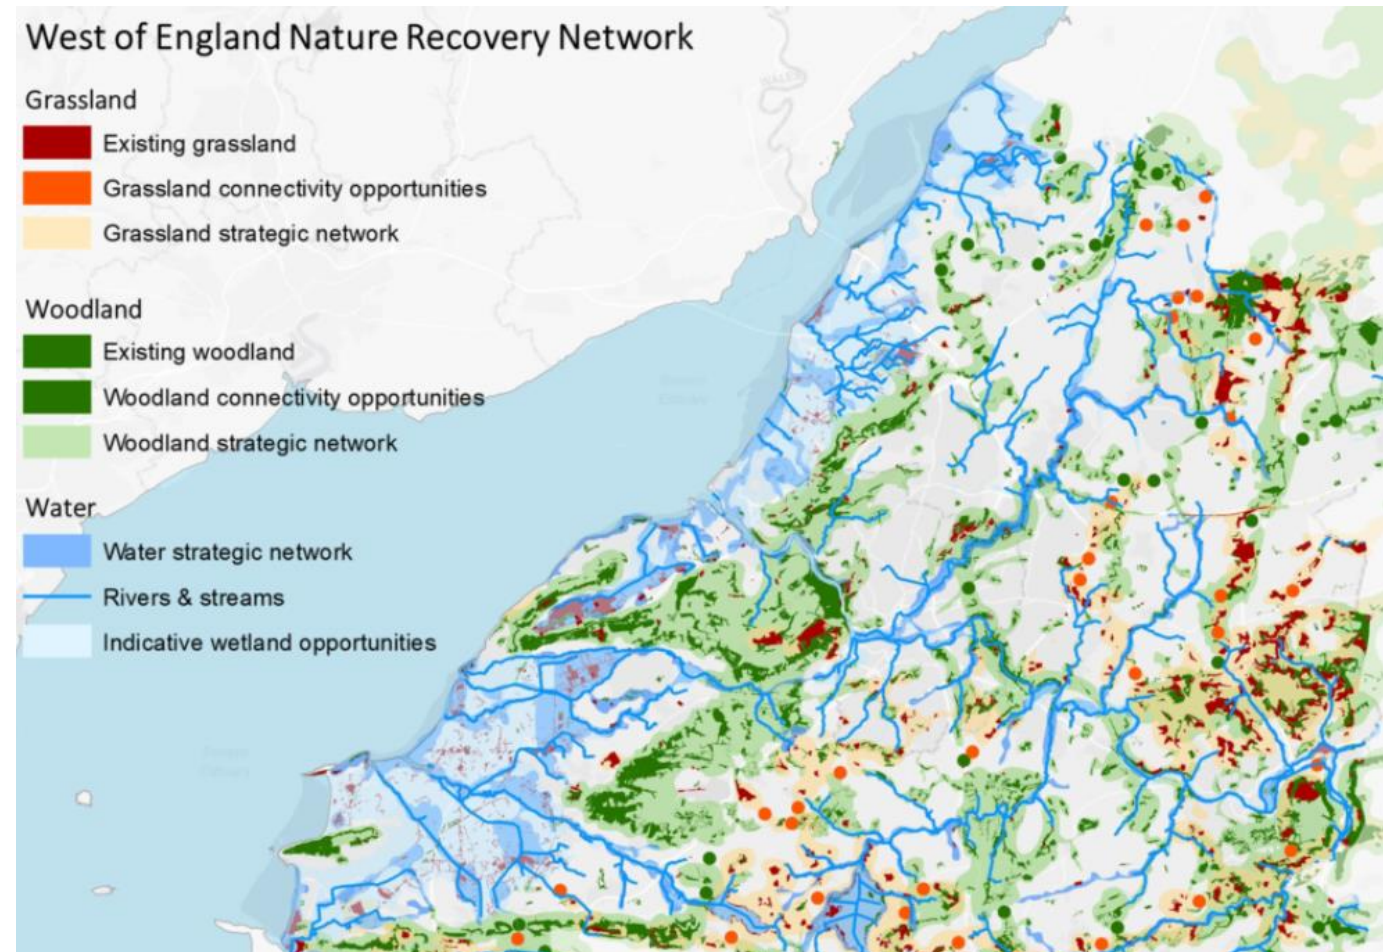 West of England Nature Recovery Network
Grassland
Existing grassland
Grassland connectivity opportunities
Grassland strategic network
Woodland
Existing woodland
Woodland connectivity opportunities
Woodland strategic network
Water
Water strategic network
Rivers & streams
Indicative wetland opportunities